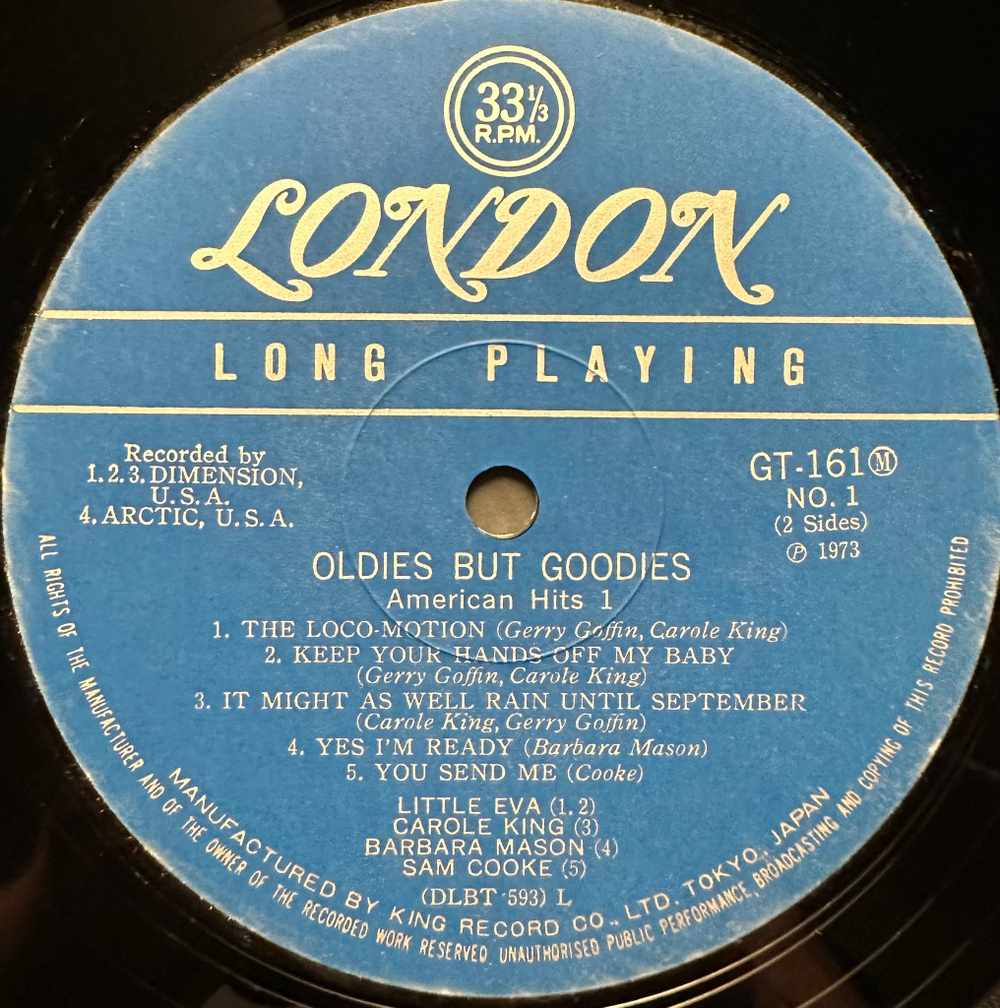 33 1/3
R.P.M.
LONDON
LONG PLAYING
Recorded by
1.2.3. DIMENSION,
U.S.A.
4. ARCTIC, U.S.A.
GT-161 Ⓜ
NO. 1
(2 Sides)
℗ 1973
OLDIES BUT GOODIES
American Hits 1
1. THE LOCO-MOTION (Gerry Goffin, Carole King)
2. KEEP YOUR HANDS OFF MY BABY
(Gerry Goffin, Carole King)
3. IT MIGHT AS WELL RAIN UNTIL SEPTEMBER
(Carole King, Gerry Goffin)
4. YES I'M READY (Barbara Mason)
5. YOU SEND ME (Cooke)
LITTLE EVA (1, 2)
CAROLE KING (3)
BARBARA MASON (4)
SAM COOKE (5)
(DLBT·593) L
MANUFACTURED BY KING RECORD CO., LTD. TOKYO, JAPAN
ALL RIGHTS OF THE MANUFACTURER AND OF THE OWNER OF THE RECORDED WORK RESERVED. UNAUTHORISED PUBLIC PERFORMANCE, BROADCASTING AND COPYING OF THIS RECORD PROHIBITED